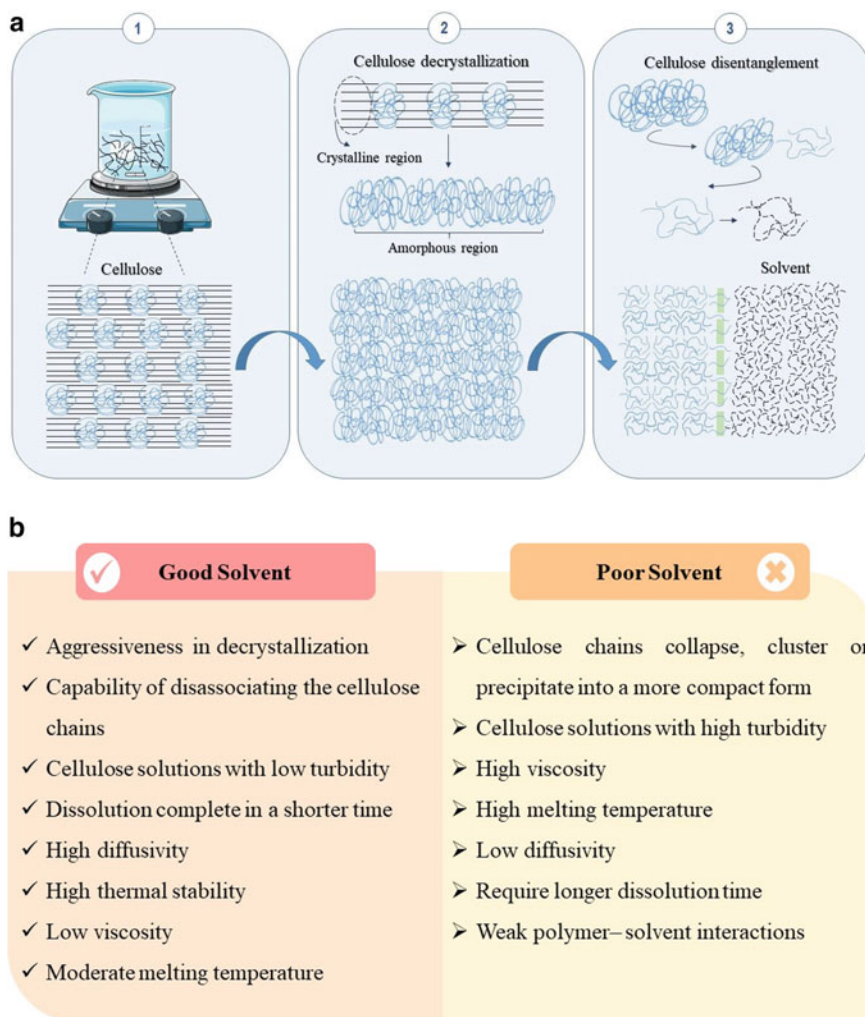 a
1
2
3
Cellulose
Cellulose decrystallization
Crystalline region
Amorphous region
Cellulose disentanglement
Solvent
b
Good Solvent
Aggressiveness in decrystallization
Capability of disassociating the cellulose
chains
Cellulose solutions with low turbidity
Dissolution complete in a shorter time
High diffusivity
High thermal stability
Low viscosity
Moderate melting temperature
Poor Solvent
Cellulose chains collapse, cluster or
precipitate into a more compact form
Cellulose solutions with high turbidity
High viscosity
High melting temperature
Low diffusivity
Require longer dissolution time
Weak polymer–solvent interactions